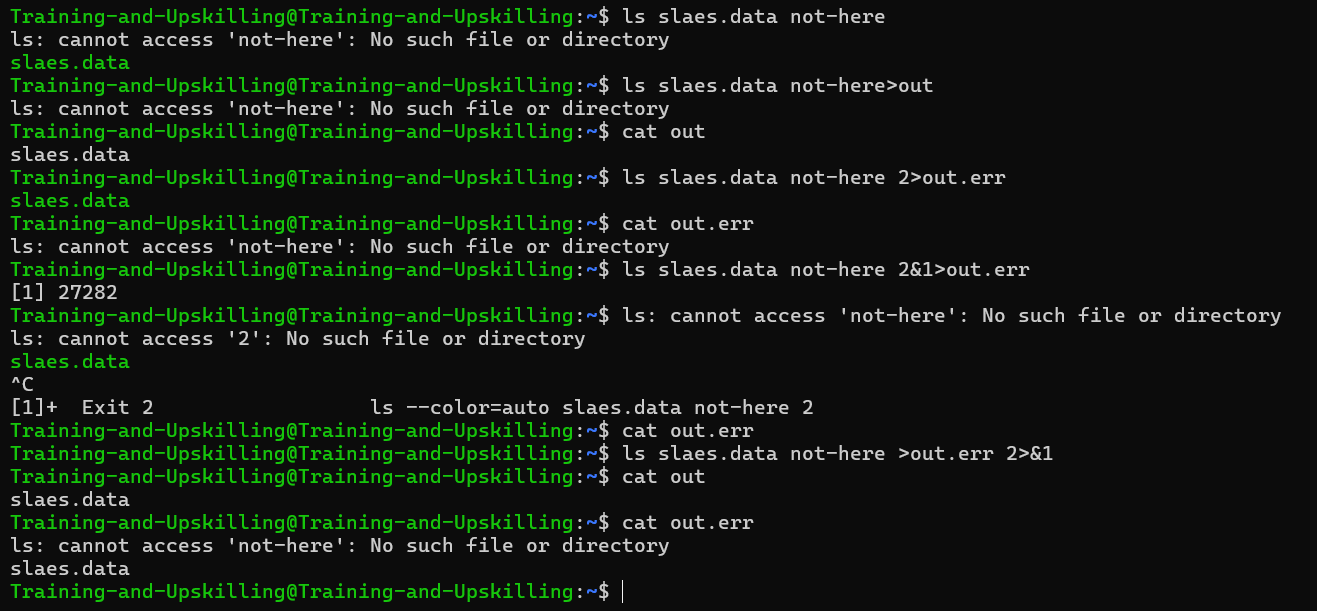 Training-and-Upskilling@Training-and-Upskilling:~$ ls slaes.data not-here
ls: cannot access 'not-here': No such file or directory
slaes.data
Training-and-Upskilling@Training-and-Upskilling:~$ ls slaes.data not-here>out
ls: cannot access 'not-here': No such file or directory
Training-and-Upskilling@Training-and-Upskilling:~$ cat out
slaes.data
Training-and-Upskilling@Training-and-Upskilling:~$ ls slaes.data not-here 2>out.err
slaes.data
Training-and-Upskilling@Training-and-Upskilling:~$ cat out.err
ls: cannot access 'not-here': No such file or directory
Training-and-Upskilling@Training-and-Upskilling:~$ ls slaes.data not-here 2&1>out.err
[1] 27282
Training-and-Upskilling@Training-and-Upskilling:~$ ls: cannot access 'not-here': No such file or directory
ls: cannot access '2': No such file or directory
slaes.data
^C
[1]+  Exit 2                  ls --color=auto slaes.data not-here 2
Training-and-Upskilling@Training-and-Upskilling:~$ cat out.err
Training-and-Upskilling@Training-and-Upskilling:~$ ls slaes.data not-here >out.err 2>&1
Training-and-Upskilling@Training-and-Upskilling:~$ cat out
slaes.data
Training-and-Upskilling@Training-and-Upskilling:~$ cat out.err
ls: cannot access 'not-here': No such file or directory
slaes.data
Training-and-Upskilling@Training-and-Upskilling:~$